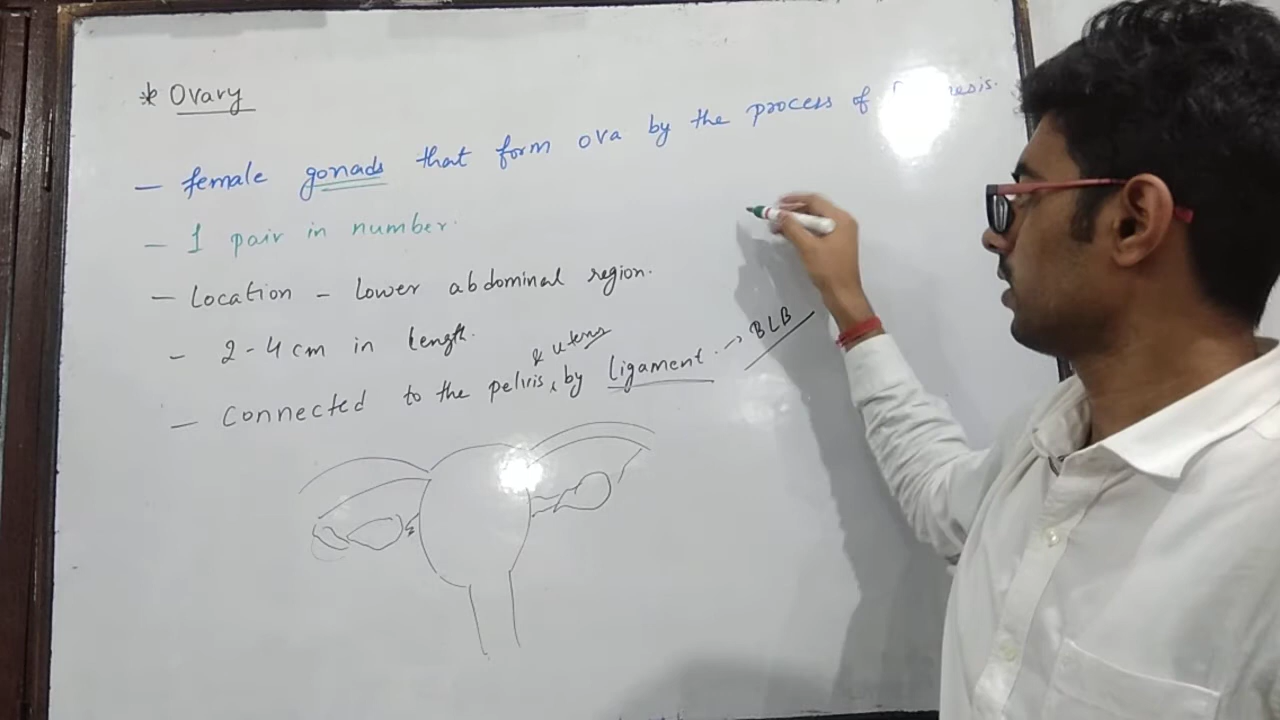 * Ovary
- female gonads that form ova by the process of
- 1 pair in number.
- Location - Lower abdominal region.
- 2-4 cm in length.
& uterus
- Connected to the pelvis, by ligament. → BLB